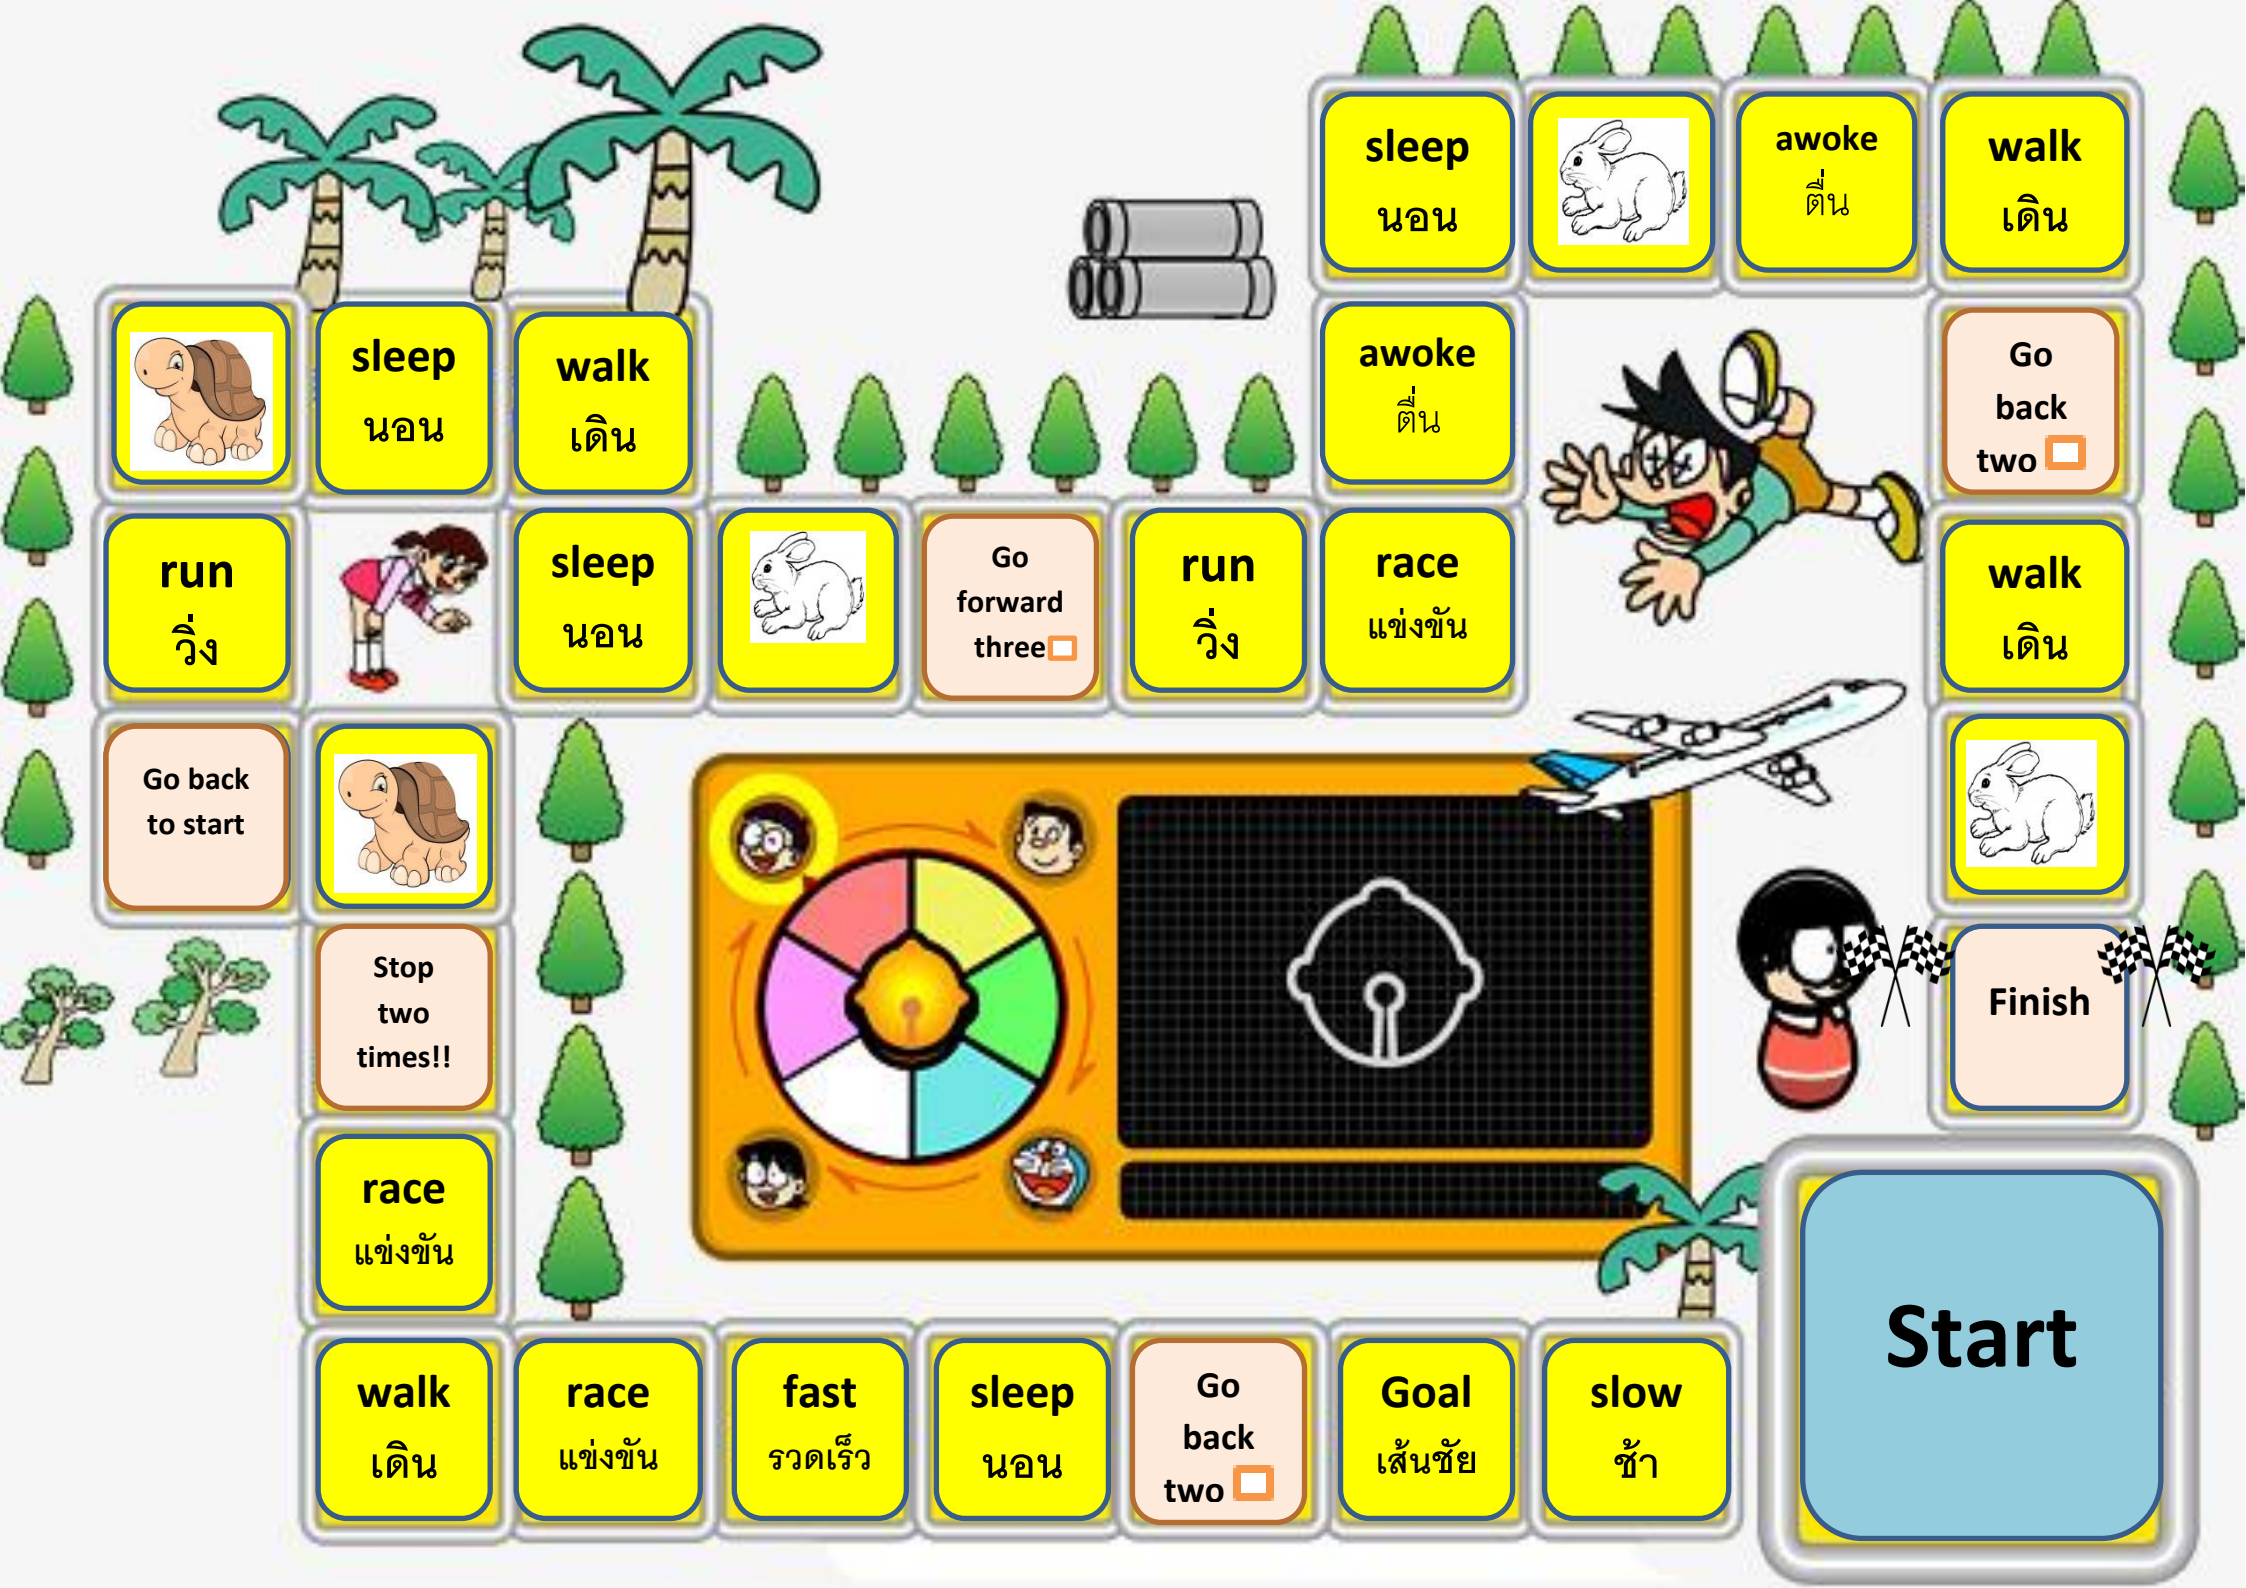 sleep
นอน
awoke
ตื่น
walk
เดิน
sleep
นอน
walk
เดิน
awoke
ตื่น
Go
back
two
run
วิ่ง
sleep
นอน
Go
forward
three
run
วิ่ง
race
แข่งขัน
walk
เดิน
Go back
to start
Stop
two
times!!
Finish
race
แข่งขัน
walk
เดิน
race
แข่งขัน
fast
รวดเร็ว
sleep
นอน
Go
back
two
Goal
เส้นชัย
slow
ช้า
Start